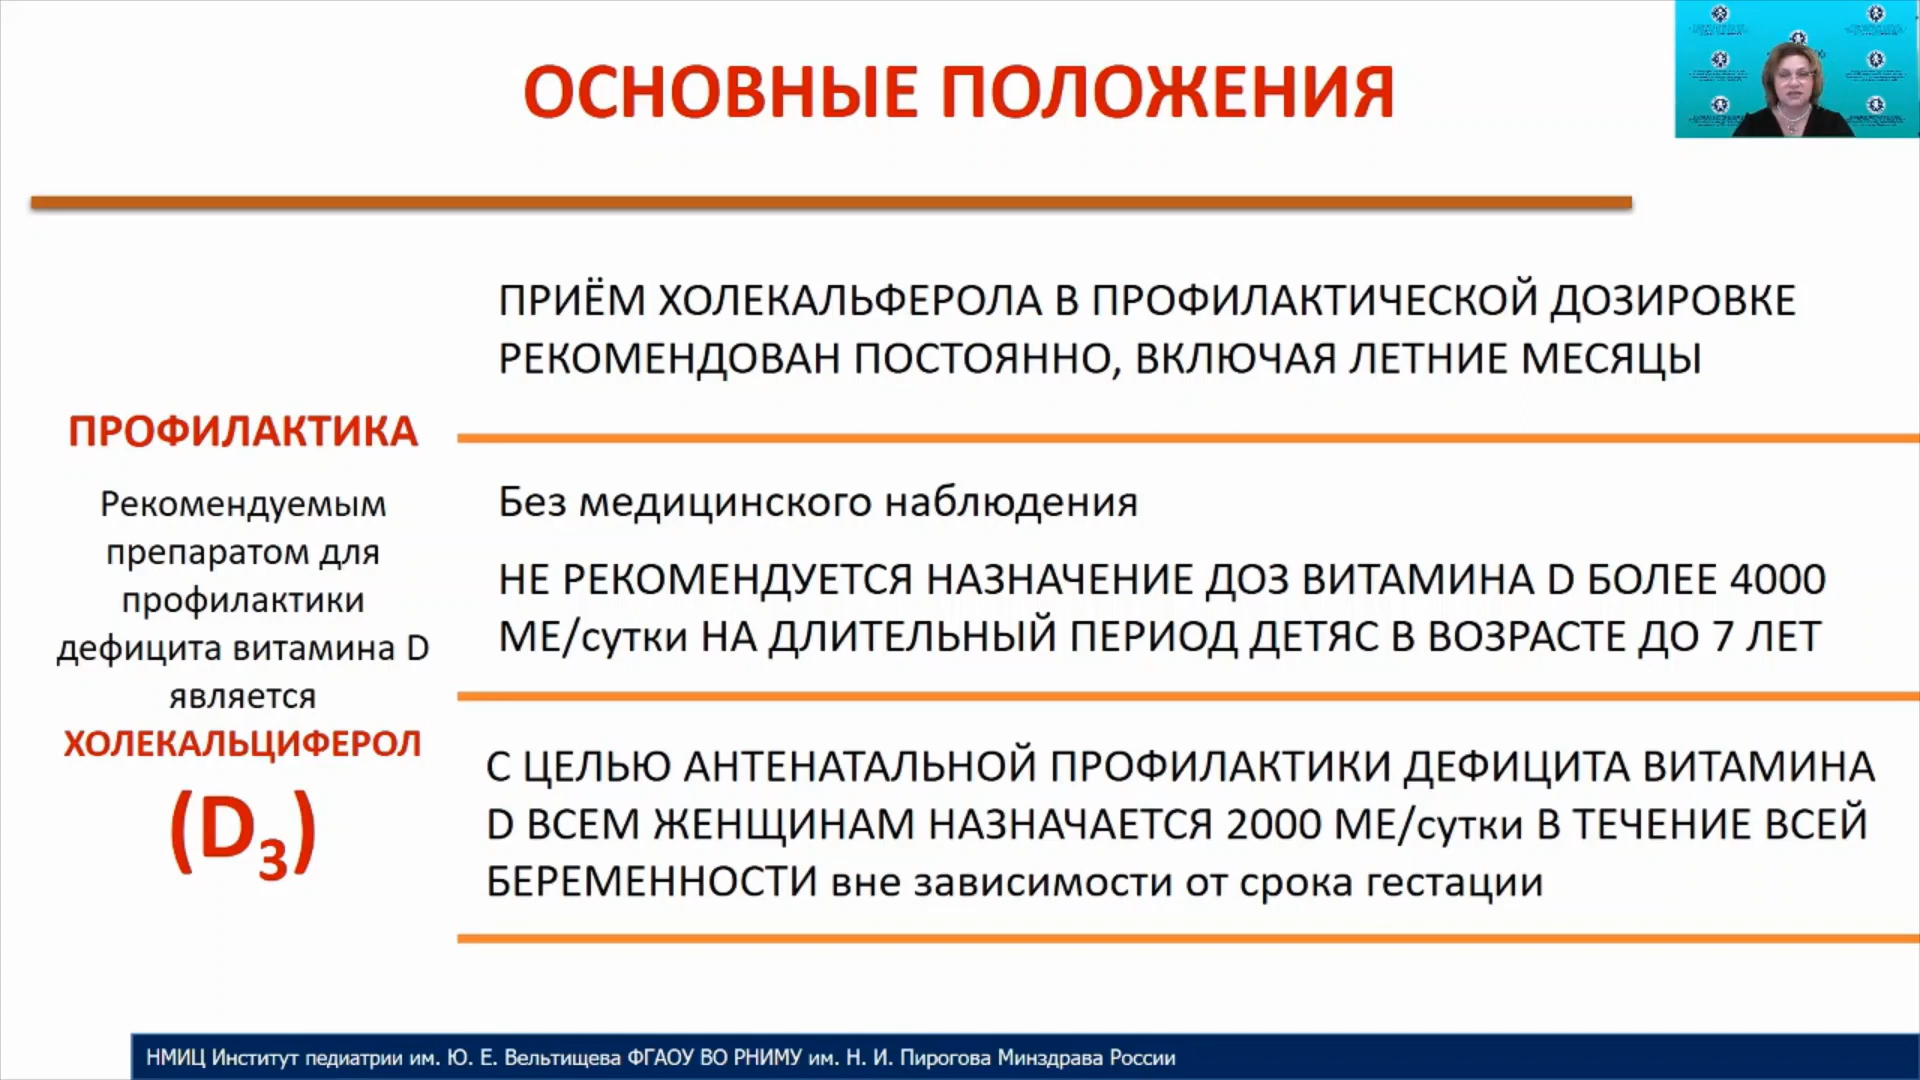 ОСНОВНЫЕ ПОЛОЖЕНИЯ
ПРОФИЛАКТИКА
Рекомендуемым
препаратом для
профилактики
дефицита витамина D
является
ХОЛЕКАЛЬЦИФЕРОЛ
(D₃)
ПРИЁМ ХОЛЕКАЛЬФЕРОЛА В ПРОФИЛАКТИЧЕСКОЙ ДОЗИРОВКЕ
РЕКОМЕНДОВАН ПОСТОЯННО, ВКЛЮЧАЯ ЛЕТНИЕ МЕСЯЦЫ
Без медицинского наблюдения
НЕ РЕКОМЕНДУЕТСЯ НАЗНАЧЕНИЕ ДОЗ ВИТАМИНА D БОЛЕЕ 4000
МЕ/сутки НА ДЛИТЕЛЬНЫЙ ПЕРИОД ДЕТЯС В ВОЗРАСТЕ ДО 7 ЛЕТ
С ЦЕЛЬЮ АНТЕНАТАЛЬНОЙ ПРОФИЛАКТИКИ ДЕФИЦИТА ВИТАМИНА
D ВСЕМ ЖЕНЩИНАМ НАЗНАЧАЕТСЯ 2000 МЕ/сутки В ТЕЧЕНИЕ ВСЕЙ
БЕРЕМЕННОСТИ вне зависимости от срока гестации
НМИЦ Институт педиатрии им. Ю. Е. Вельтищева ФГАОУ ВО РНИМУ им. Н. И. Пирогова Минздрава России